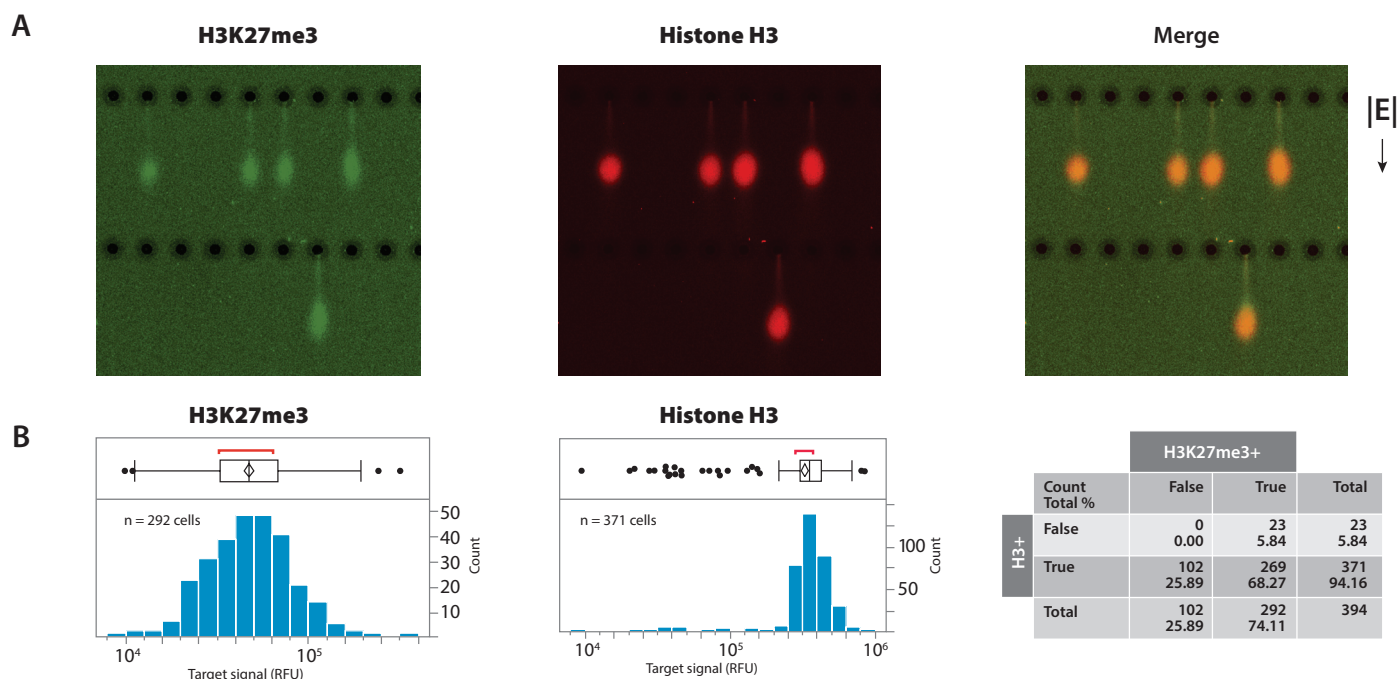 A
H3K27me3
Histone H3
Merge
|E|
B
H3K27me3
n = 292 cells
50
40
30
20
10
Count
10⁴
10⁵
Target signal (RFU)
Histone H3
n = 371 cells
100
50
Count
10⁴
10⁵
10⁶
Target signal (RFU)
H3K27me3+
Count False True Total
Total %
H3+
False 0 23 23
0.00 5.84 5.84
True 102 269 371
25.89 68.27 94.16
Total 102 292 394
25.89 74.11